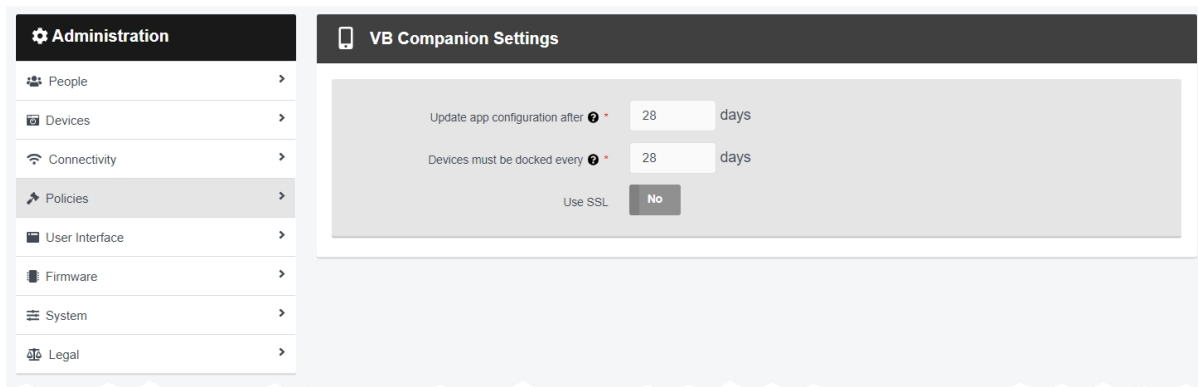 Administration
People
Devices
Connectivity
Policies
User Interface
Firmware
System
Legal
VB Companion Settings
Update app configuration after ? * 28 days
Devices must be docked every ? * 28 days
Use SSL No